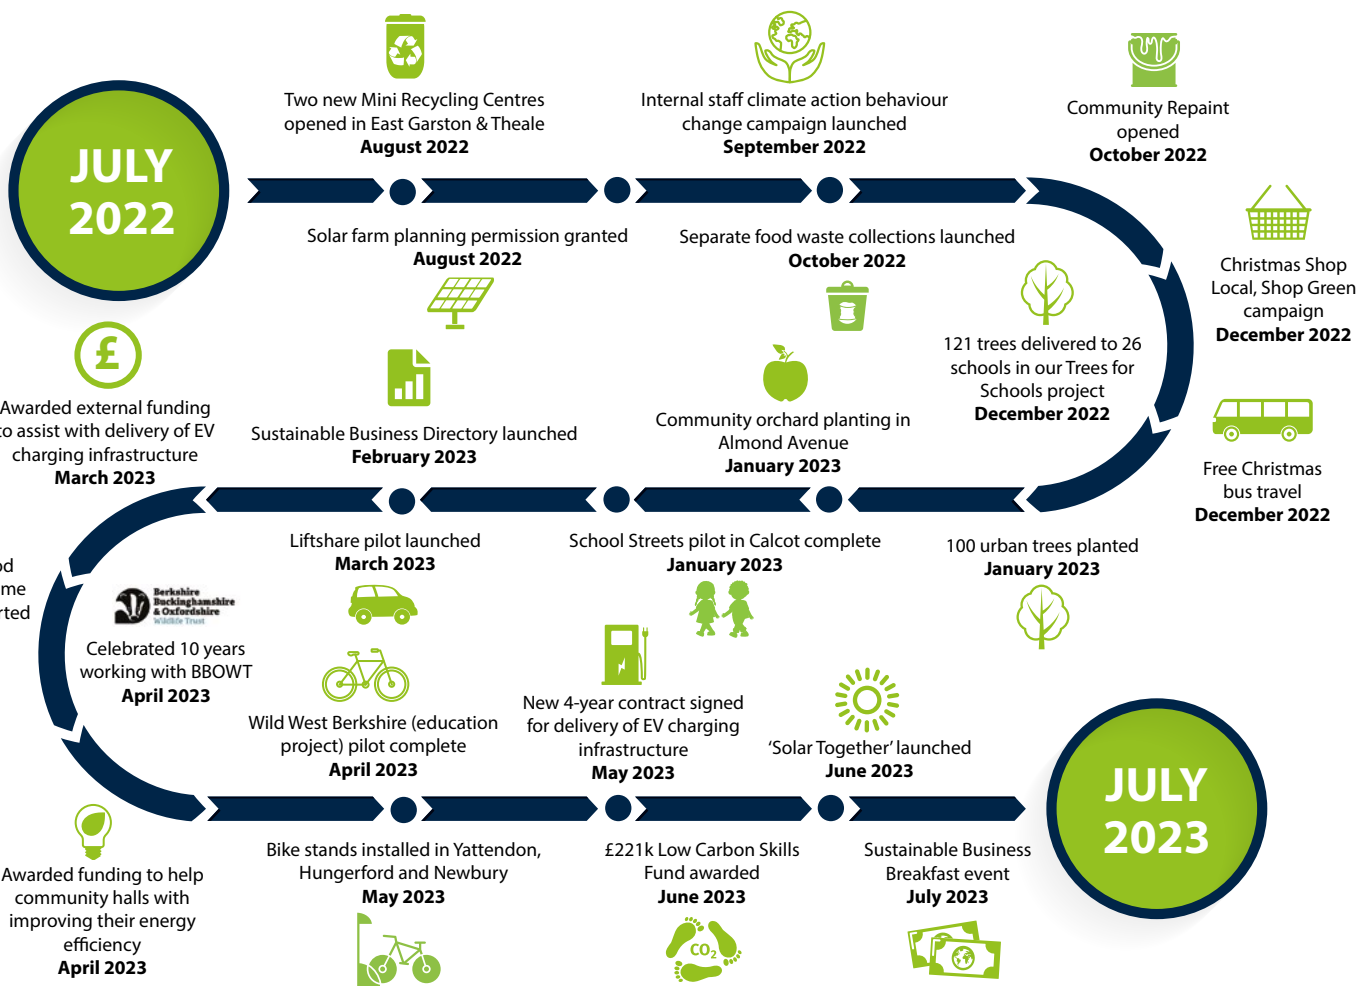 JULY
2022
Two new Mini Recycling Centres
opened in East Garston & Theale
August 2022
Internal staff climate action behaviour
change campaign launched
September 2022
Community Repaint
opened
October 2022
Solar farm planning permission granted
August 2022
Separate food waste collections launched
October 2022
Christmas Shop
Local, Shop Green
campaign
December 2022
121 trees delivered to 26
schools in our Trees for
Schools project
December 2022
Free Christmas
bus travel
December 2022
£
Awarded external funding
to assist with delivery of EV
charging infrastructure
March 2023
Sustainable Business Directory launched
February 2023
Community orchard planting in
Almond Avenue
January 2023
Liftshare pilot launched
March 2023
School Streets pilot in Calcot complete
January 2023
100 urban trees planted
January 2023
Berkshire
Buckinghamshire
& Oxfordshire
Wildlife Trust
Celebrated 10 years
working with BBOWT
April 2023
Wild West Berkshire (education
project) pilot complete
April 2023
New 4-year contract signed
for delivery of EV charging
infrastructure
May 2023
'Solar Together' launched
June 2023
JULY
2023
Awarded funding to help
community halls with
improving their energy
efficiency
April 2023
Bike stands installed in Yattendon,
Hungerford and Newbury
May 2023
£221k Low Carbon Skills
Fund awarded
June 2023
CO₂
Sustainable Business
Breakfast event
July 2023